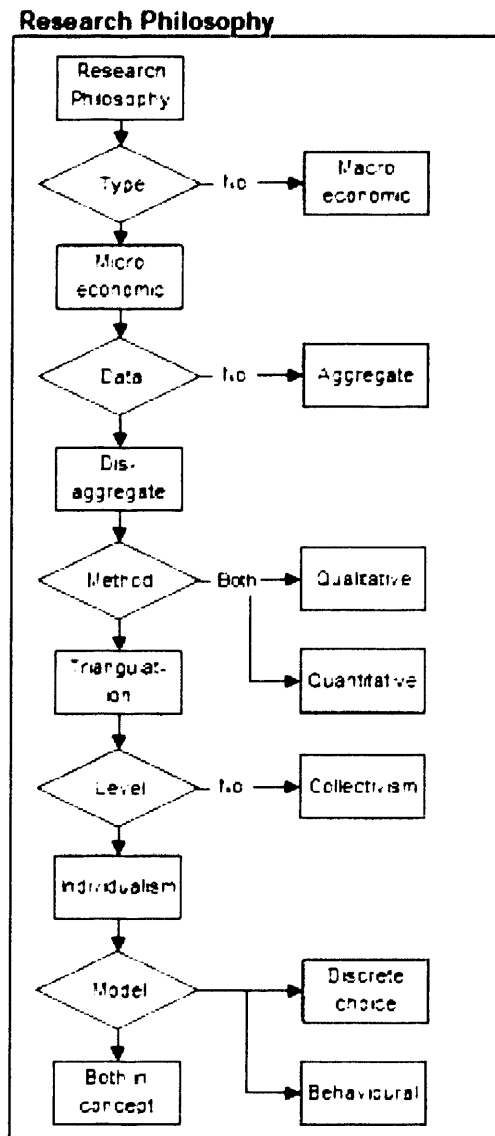 Research Philosophy
Research
Philosophy
Type
No
Macro
economic
Micro
economic
Data
No
Aggregate
Dis-
aggregate
Method
Both
Qualitative
Triangulat-
ion
Quantitative
Level
No
Collectivism
Individualism
Model
Discrete
choice
Both in
concept
Behavioural